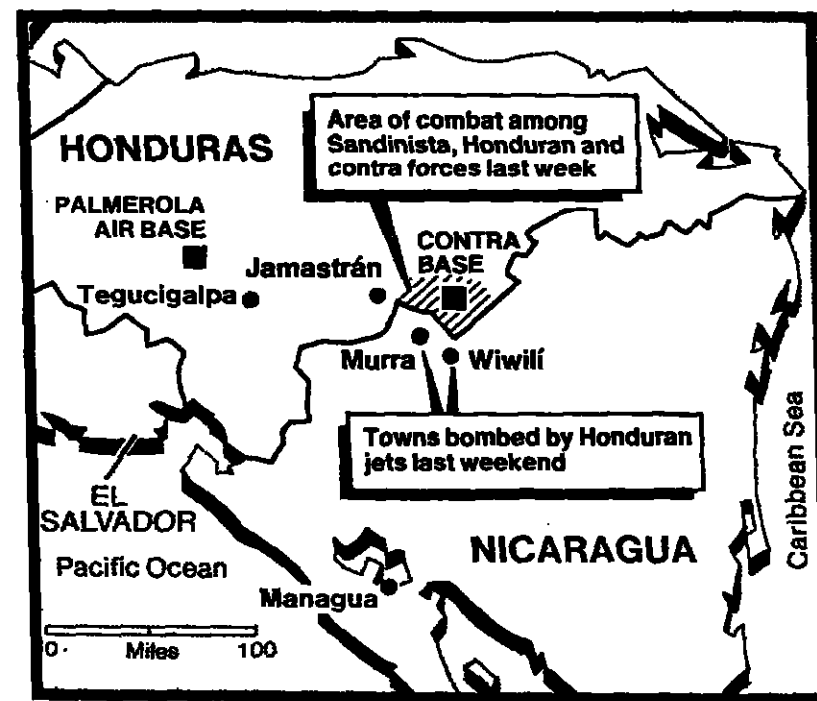 Area of combat among
Sandinista, Honduran and
contra forces last week
HONDURAS
PALMEROLA
AIR BASE
CONTRA
BASE
Jamastrán
Tegucigalpa
Murra
Wiwilí
Towns bombed by Honduran
jets last weekend
EL
SALVADOR
Pacific Ocean
NICARAGUA
Caribbean Sea
Managua
0 Miles 100